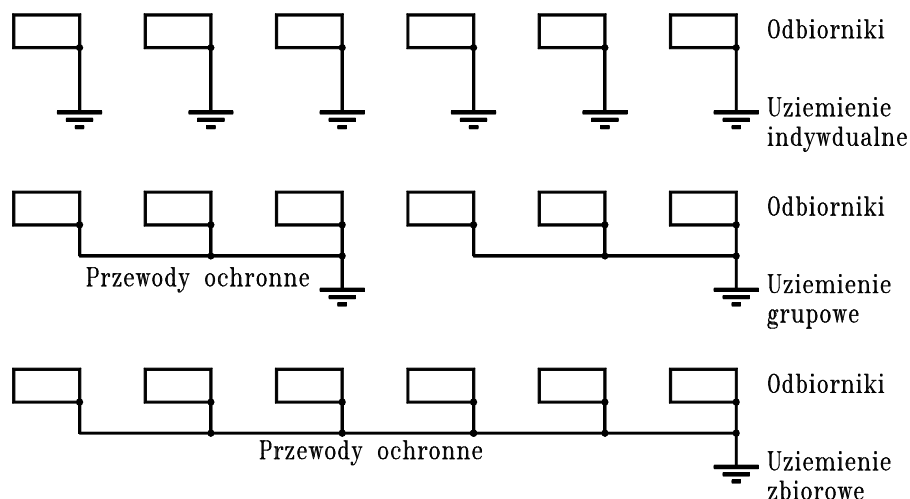 Odbiorniki
Uziemienie
indywdualne
Odbiorniki
Przewody ochronne
Uziemienie
grupowe
Odbiorniki
Przewody ochronne
Uziemienie
zbiorowe